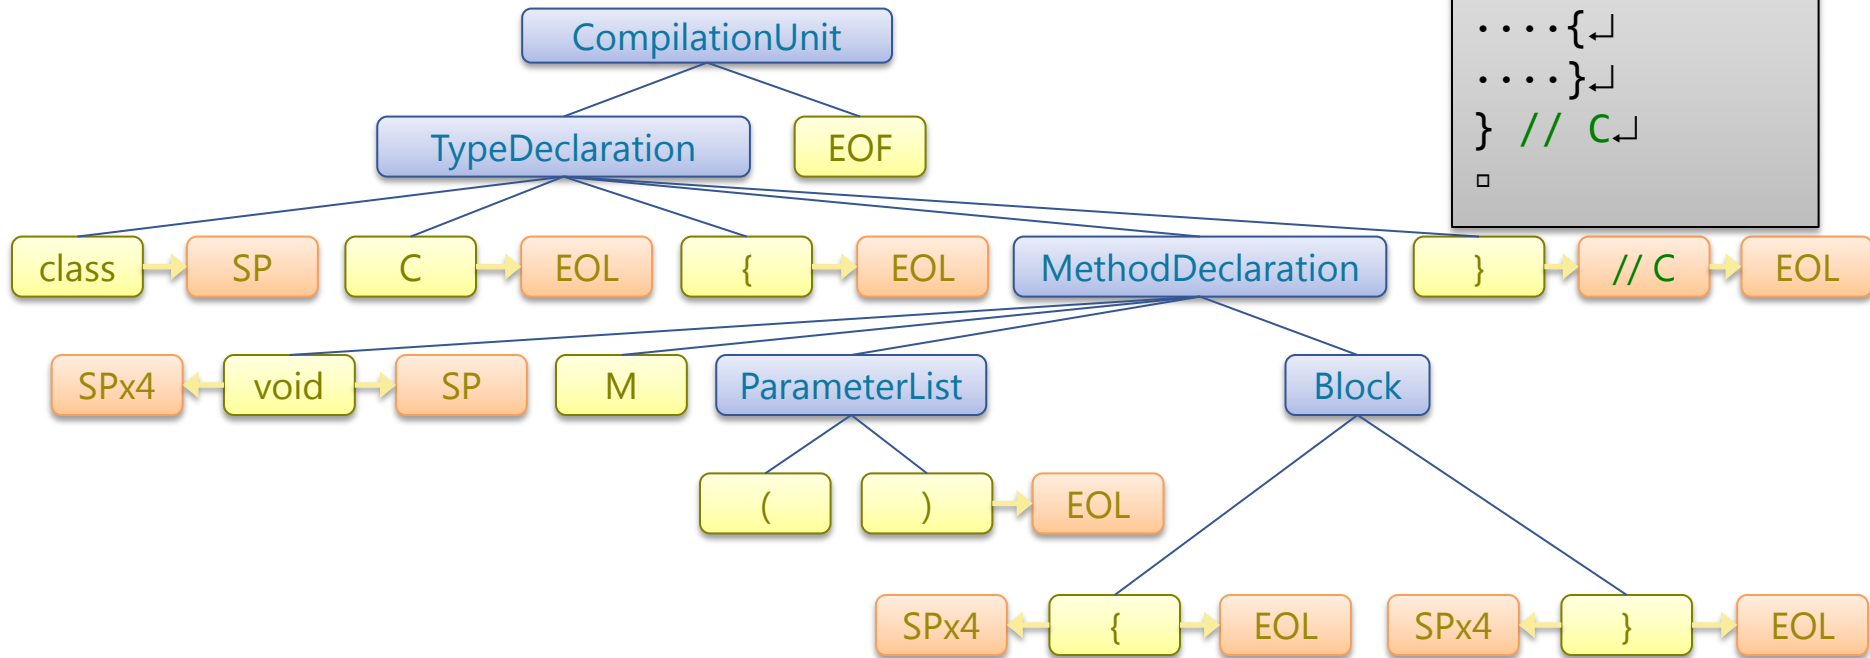 CompilationUnit
····{↵
····}↵
} // C↵
▫
TypeDeclaration EOF
class SP C EOL { EOL MethodDeclaration } // C EOL
SPx4 void SP M ParameterList Block
( ) EOL
SPx4 { EOL SPx4 } EOL